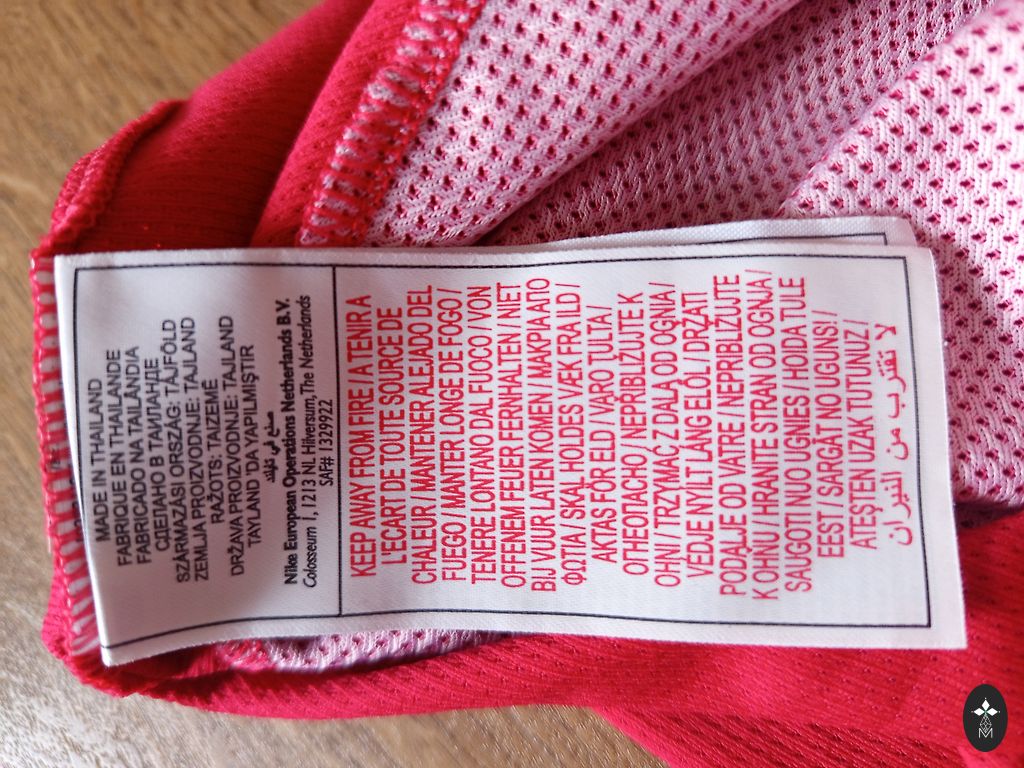 MADE IN THAILAND
FABRIQUE EN THAILANDE
FABRICADO NA TAILANDIA
СДЕЛАНО В ТАИЛАНДЕ
SZÁRMAZÁSI ORSZÁG: TÁJFÖLD
ZEMLJA PROIZVODNJE: TAJLAND
RAŽOTS: TAIZEMĒ
DRŽAVA PROIZVODNJE: TAJLAND
TAYLAND 'DA YAPILMIŞTIR
صنع في تايلند
Nike European Operations Netherlands B.V.
Colosseum 1, 1213 NL Hilversum, The Netherlands
SAF# 1329922
KEEP AWAY FROM FIRE / A TENIR A
L'ECART DE TOUTE SOURCE DE
CHALEUR / MANTENER ALEJADO DEL
FUEGO / MANTER LONGE DE FOGO /
TENERE LONTANO DAL FUOCO / VON
OFFENEM FEUER FERNHALTEN / NIET
BIJ VUUR LATEN KOMEN / ΜΑΚΡΙΑ ΑΠΟ
ΦΩΤΙΑ / SKAL HOLDES VÆK FRA ILD /
AKTAS FÖR ELD / VARO TULTA /
ОГНЕОПАСНО / NEPŘIBLIŽUJTE K
OHNI / TRZYMAĆ Z DALA OD OGNIA /
VEDJE NYÍLT LÁNG ELŐL / DRŽATI
PODALJE OD VATRE / NEPRIBLIŽUJTE
K OHŇU / HRANITE STRAN OD OGNJA /
SAUGOTI NUO UGNIES / HOIDA TULE
EEST / SARGĀT NO UGUNS! /
ATEŞTEN UZAK TUTUNUZ /
لا تقترب من النيران
M